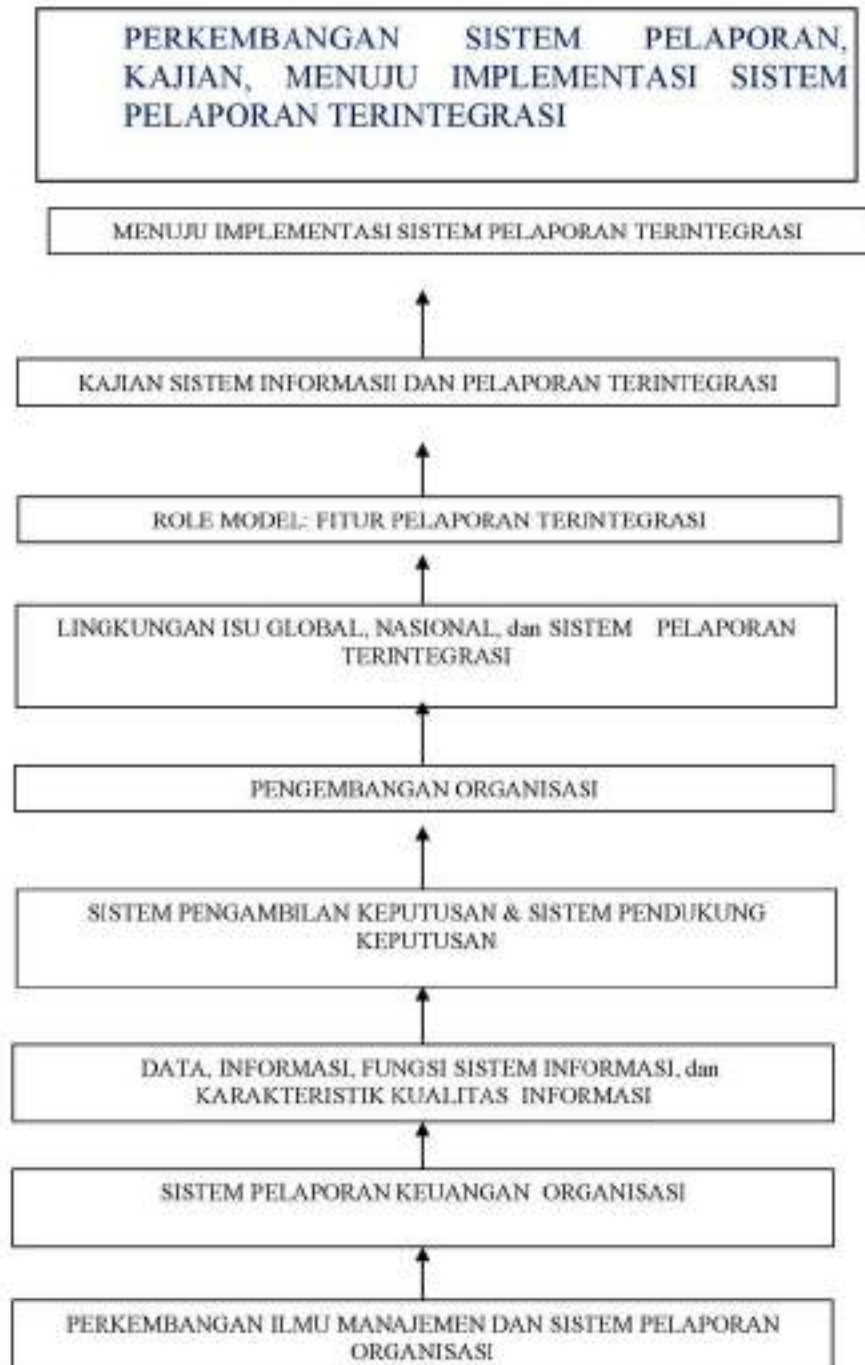 PERKEMBANGAN SISTEM PELAPORAN,
KAJIAN, MENUJU IMPLEMENTASI SISTEM
PELAPORAN TERINTEGRASI
MENUJU IMPLEMENTASI SISTEM PELAPORAN TERINTEGRASI
KAJIAN SISTEM INFORMASII DAN PELAPORAN TERINTEGRASI
ROLE MODEL: FITUR PELAPORAN TERINTEGRASI
LINGKUNGAN ISU GLOBAL, NASIONAL, dan SISTEM PELAPORAN
TERINTEGRASI
PENGEMBANGAN ORGANISASI
SISTEM PENGAMBILAN KEPUTUSAN & SISTEM PENDUKUNG
KEPUTUSAN
DATA, INFORMASI, FUNGSI SISTEM INFORMASI, dan
KARAKTERISTIK KUALITAS INFORMASI
SISTEM PELAPORAN KEUANGAN ORGANISASI
PERKEMBANGAN ILMU MANAJEMEN DAN SISTEM PELAPORAN
ORGANISASI